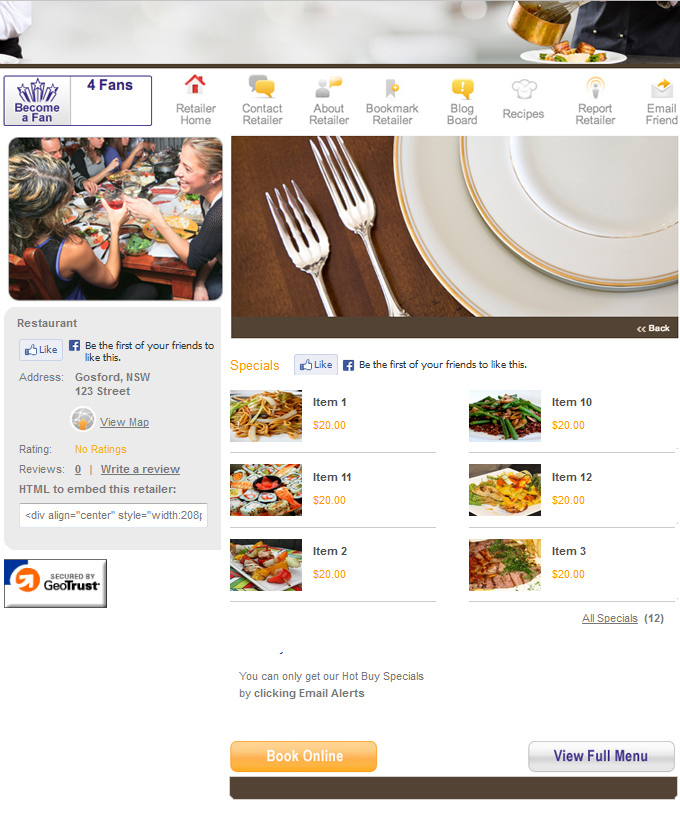 Become
a Fan
4 Fans
Retailer
Home
Contact
Retailer
About
Retailer
Bookmark
Retailer
Blog
Board
Recipes
Report
Retailer
Email
Friend
<< Back
Restaurant
Like
Be the first of your friends to
like this.
Address: Gosford, NSW
123 Street
View Map
Rating: No Ratings
Reviews: 0 | Write a review
HTML to embed this retailer:
<div align="center" style="width:208p
SECURED BY
GeoTrust
Specials
Like
Be the first of your friends to like this.
Item 1
$20.00
Item 10
$20.00
Item 11
$20.00
Item 12
$20.00
Item 2
$20.00
Item 3
$20.00
All Specials (12)
You can only get our Hot Buy Specials
by clicking Email Alerts
Book Online
View Full Menu